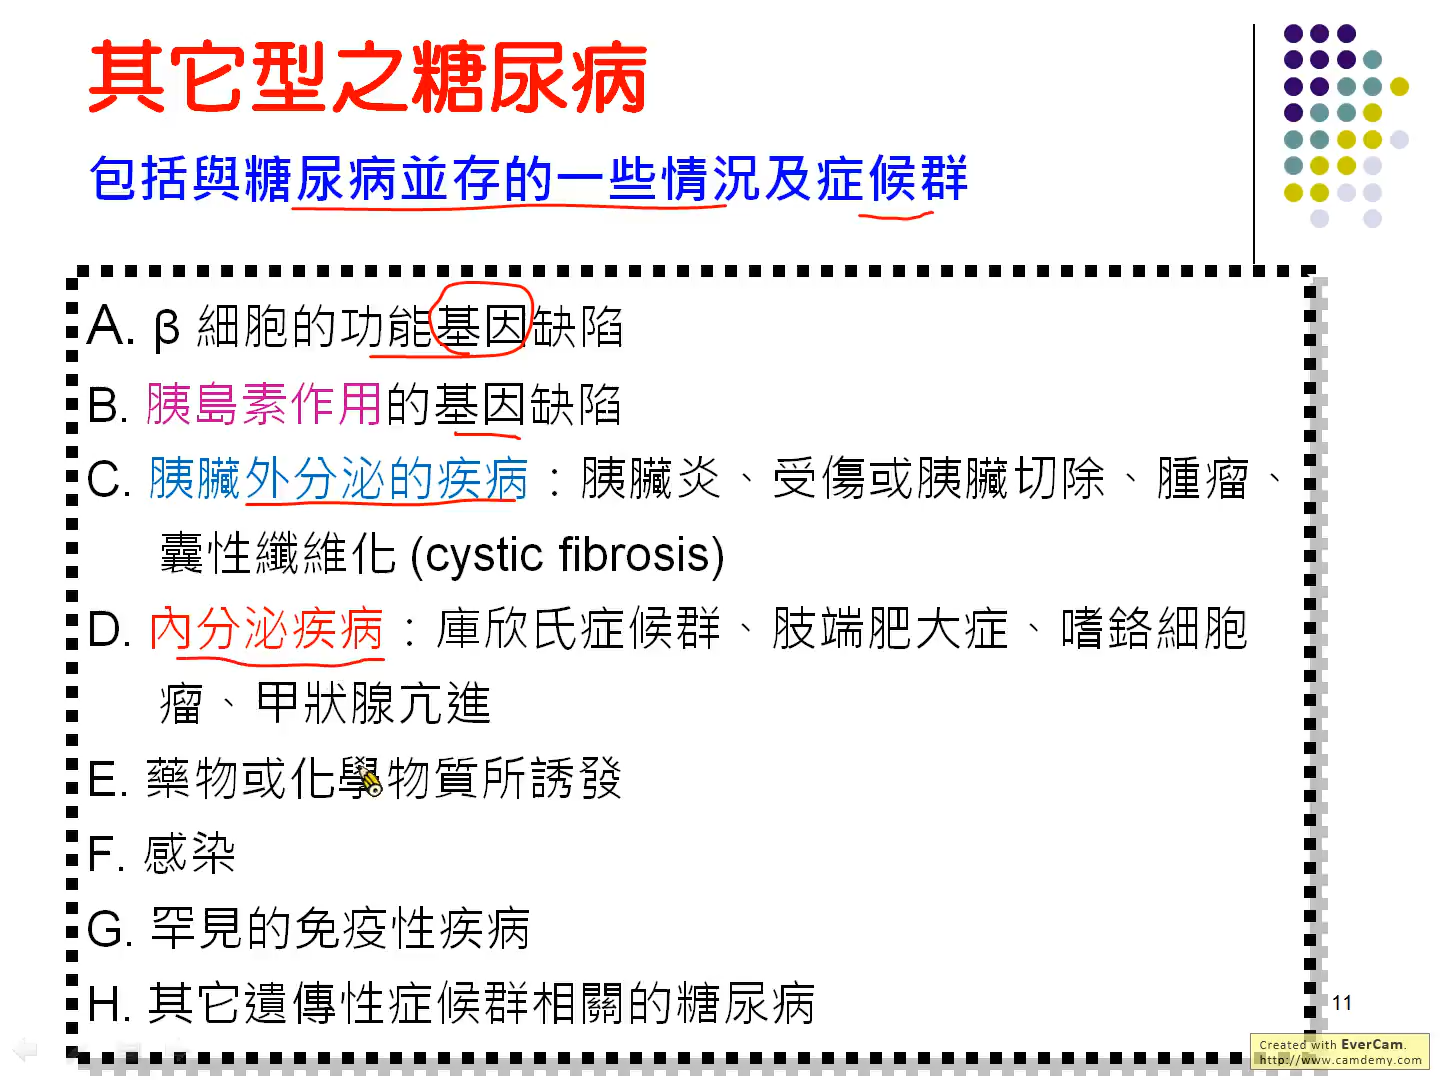 其它型之糖尿病
包括與糖尿病並存的一些情況及症候群
A. β 細胞的功能基因缺陷
B. 胰島素作用的基因缺陷
C. 胰臟外分泌的疾病：胰臟炎、受傷或胰臟切除、腫瘤、
囊性纖維化 (cystic fibrosis)
D. 內分泌疾病：庫欣氏症候群、肢端肥大症、嗜鉻細胞
瘤、甲狀腺亢進
E. 藥物或化學物質所誘發
F. 感染
G. 罕見的免疫性疾病
H. 其它遺傳性症候群相關的糖尿病
11
Created with EverCam.
http://www.camdemy.com